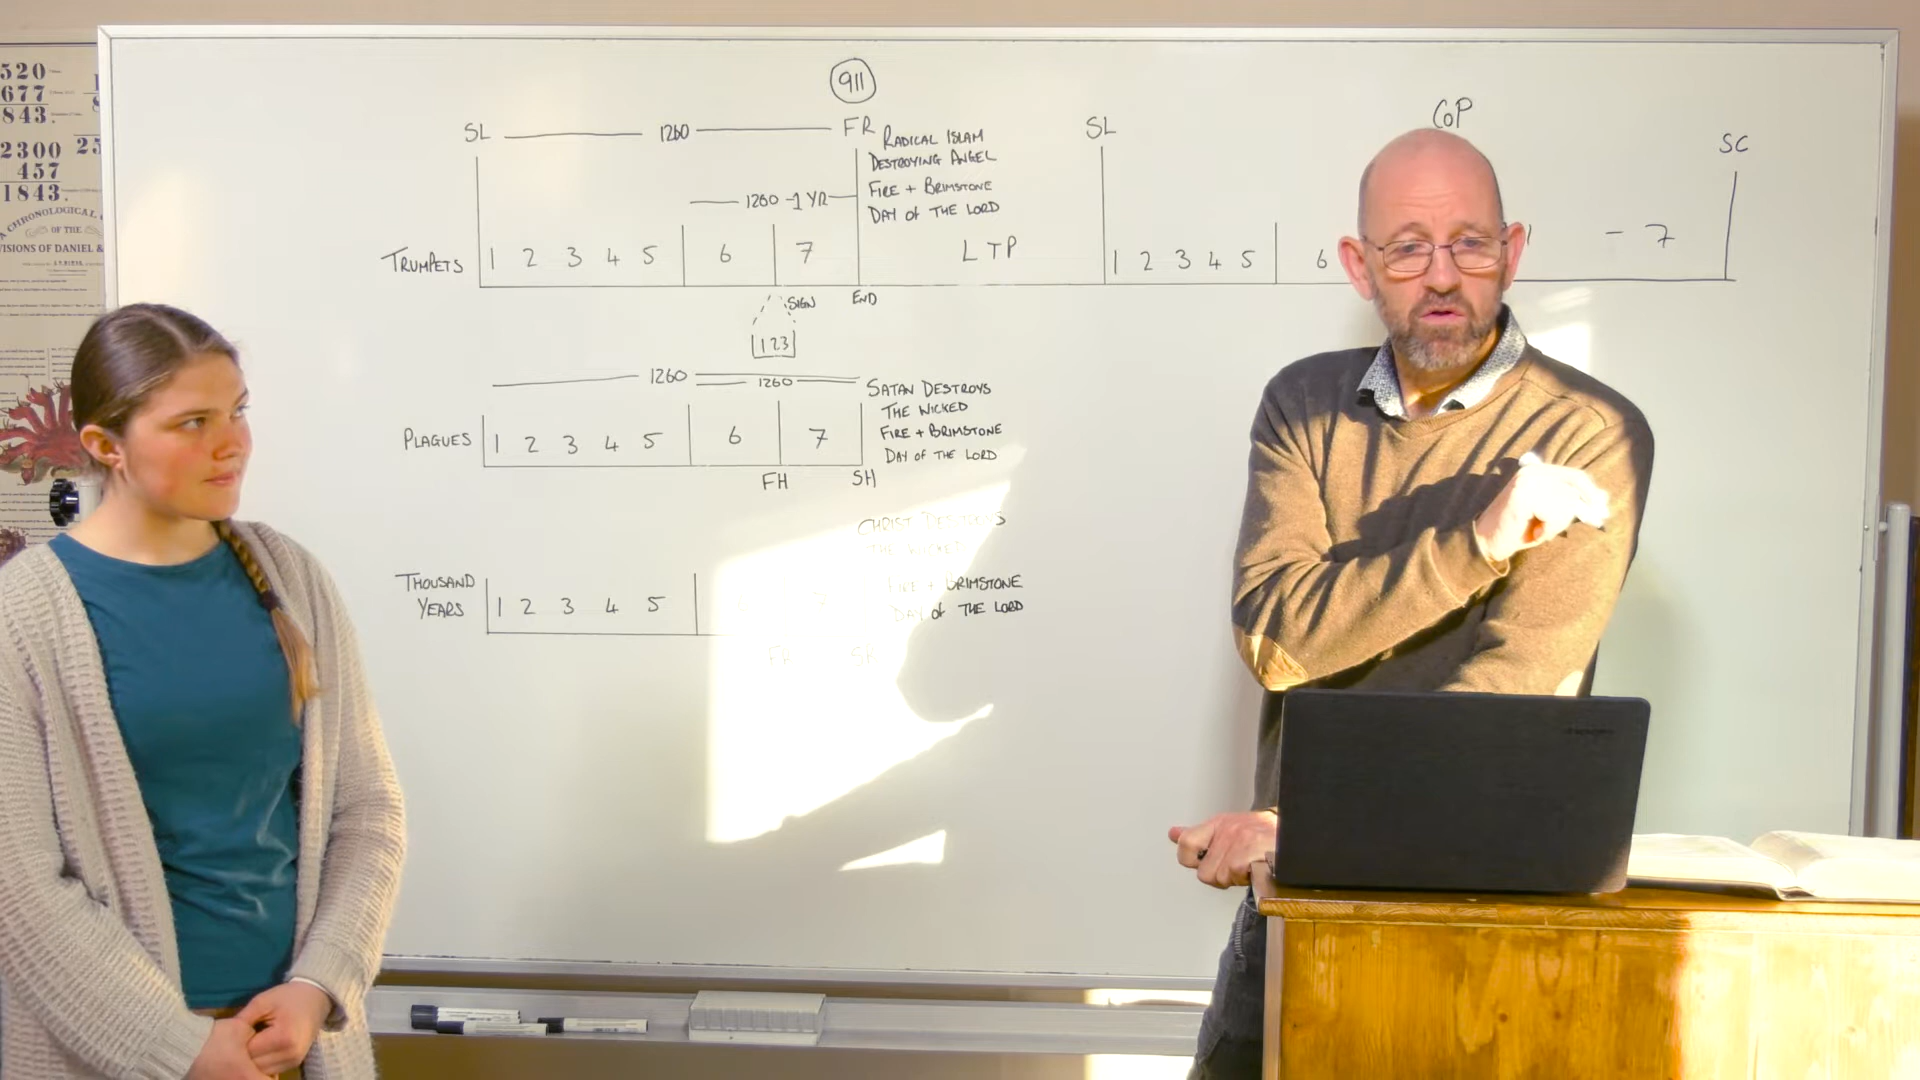 520
677
843.
2300
457
1843.
A CHRONOLOGICAL
OF THE
VISIONS OF DANIEL &
911
SL 1260 FR
RADICAL ISLAM
DESTROYING ANGEL
FIRE + BRIMSTONE
DAY OF THE LORD
1260 -1 YR
TRUMPETS 1 2 3 4 5 6 7
LTP
SIGN
END
123
SL
CoP
SC
1 2 3 4 5 6
- 7
1260
1260
SATAN DESTROYS
THE WICKED
FIRE + BRIMSTONE
DAY OF THE LORD
PLAGUES 1 2 3 4 5 6 7
FH SH
CHRIST DESTROYS
FIRE + BRIMSTONE
DAY OF THE LORD
THOUSAND
YEARS 1 2 3 4 5